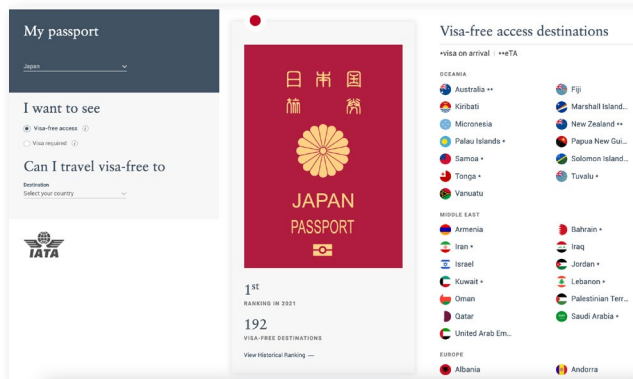 My passport
Japan
I want to see
Visa-free access
Visa required
Can I travel visa-free to
Destination
Select your country
IATA
日本国
旅券
JAPAN
PASSPORT
1st
RANKING IN 2021
192
VISA-FREE DESTINATIONS
View Historical Ranking —
Visa-free access destinations
•visa on arrival | ••eTA
OCEANIA
Australia •• Fiji
Kiribati Marshall Island...
Micronesia New Zealand ••
Palau Islands • Papua New Gui...
Samoa • Solomon Island...
Tonga • Tuvalu •
Vanuatu
MIDDLE EAST
Armenia Bahrain •
Iran • Iraq
Israel Jordan •
Kuwait • Lebanon •
Oman Palestinian Terr...
Qatar Saudi Arabia •
United Arab Em...
EUROPE
Albania Andorra